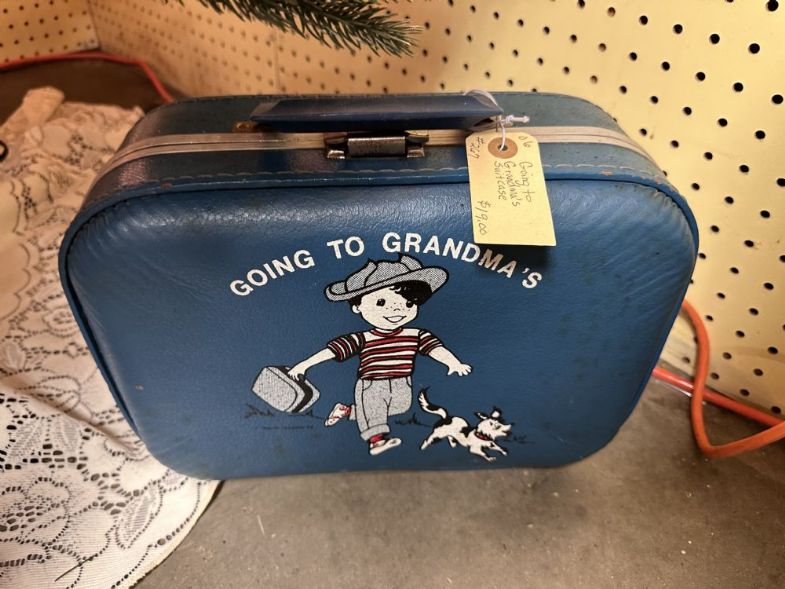 GOING TO GRANDMA'S
Going to
Grandma's
Suitcase
$19.00